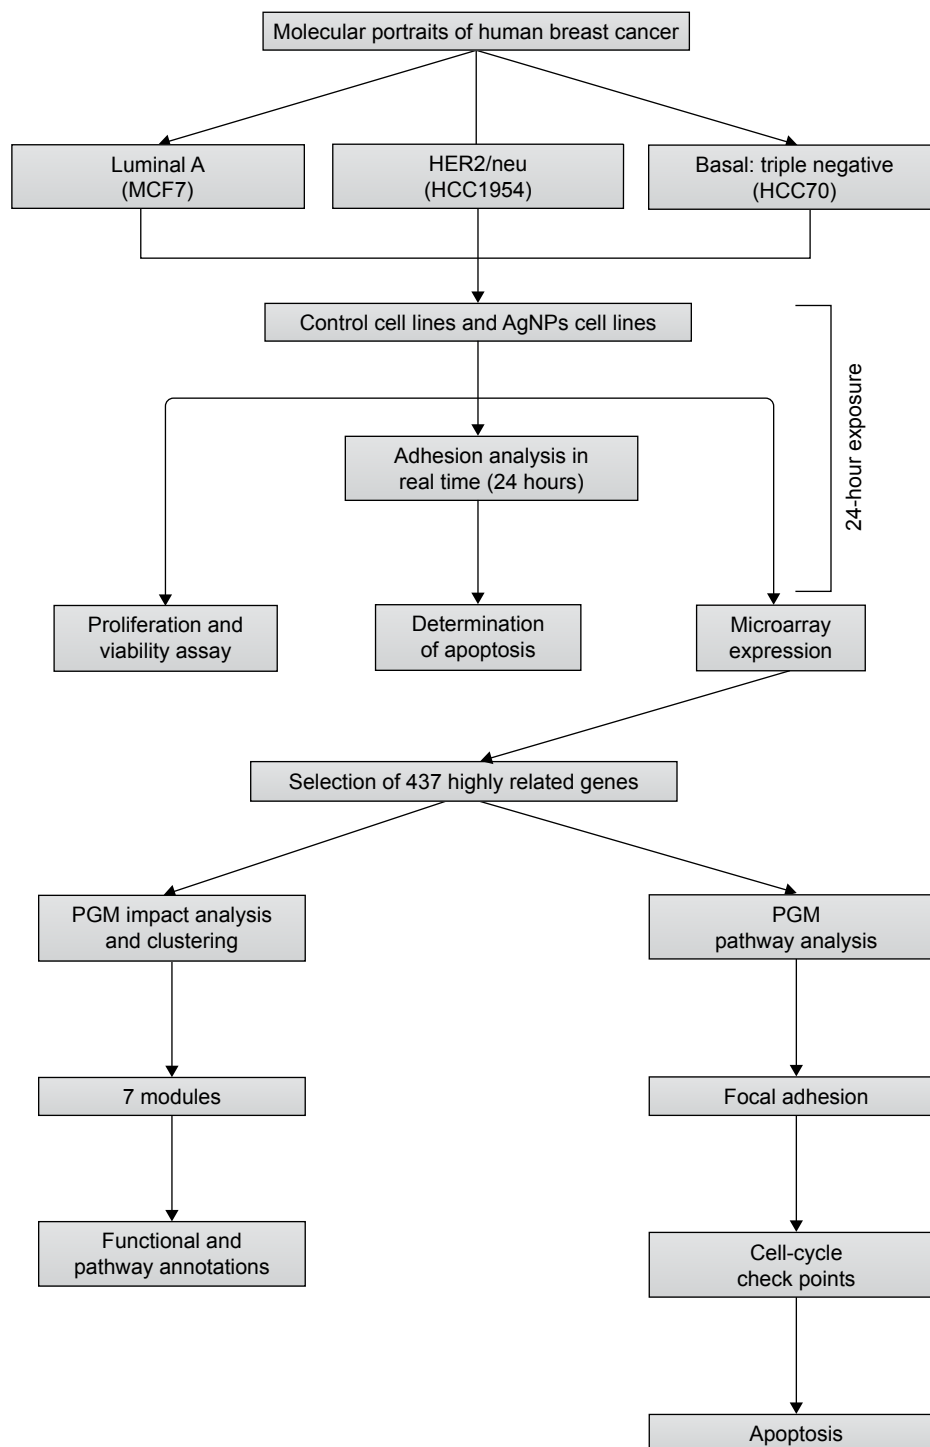 Molecular portraits of human breast cancer
Luminal A
(MCF7)
HER2/neu
(HCC1954)
Basal: triple negative
(HCC70)
Control cell lines and AgNPs cell lines
24-hour exposure
Adhesion analysis in
real time (24 hours)
Proliferation and
viability assay
Determination
of apoptosis
Microarray
expression
Selection of 437 highly related genes
PGM impact analysis
and clustering
PGM
pathway analysis
7 modules
Focal adhesion
Functional and
pathway annotations
Cell-cycle
check points
Apoptosis